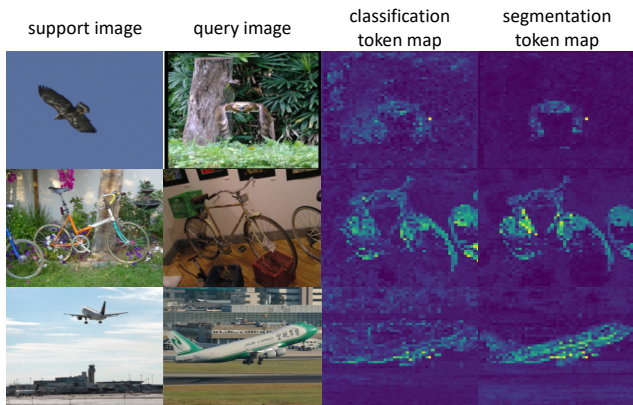 support image
query image
classification
token map
segmentation
token map